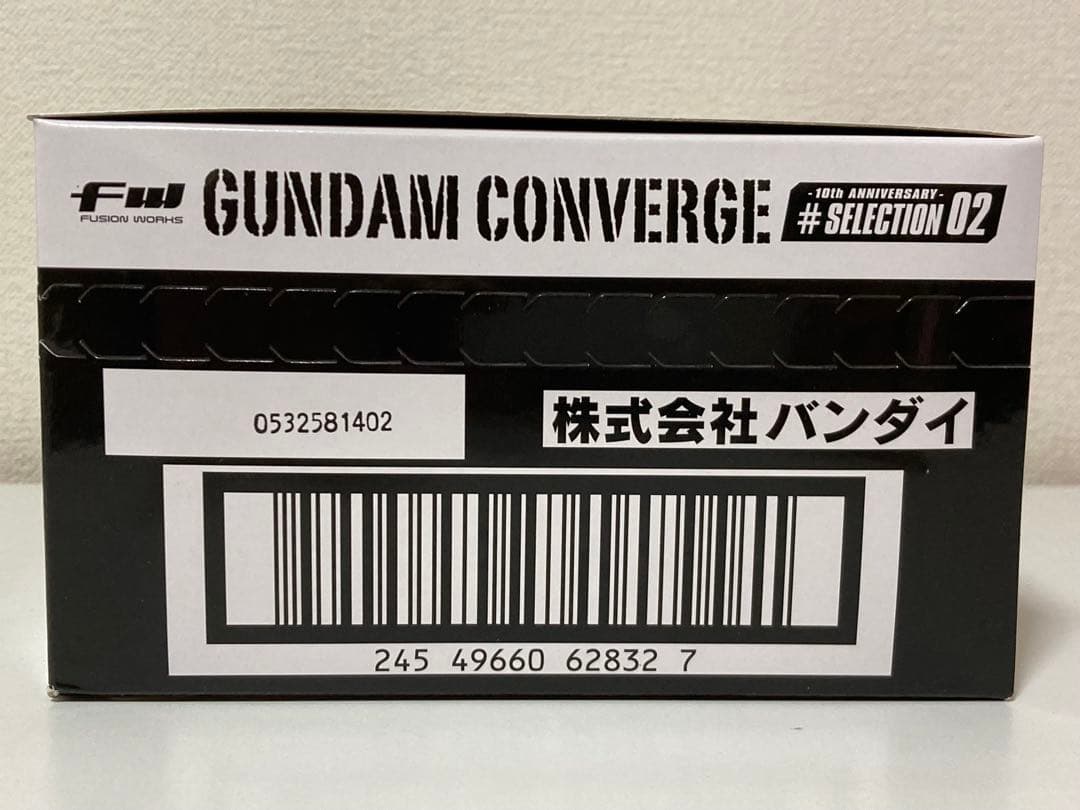 fw
FUSION WORKS
GUNDAM CONVERGE
-10th ANNIVERSARY-
# SELECTION 02
0532581402
株式会社バンダイ
245 49660 62832 7